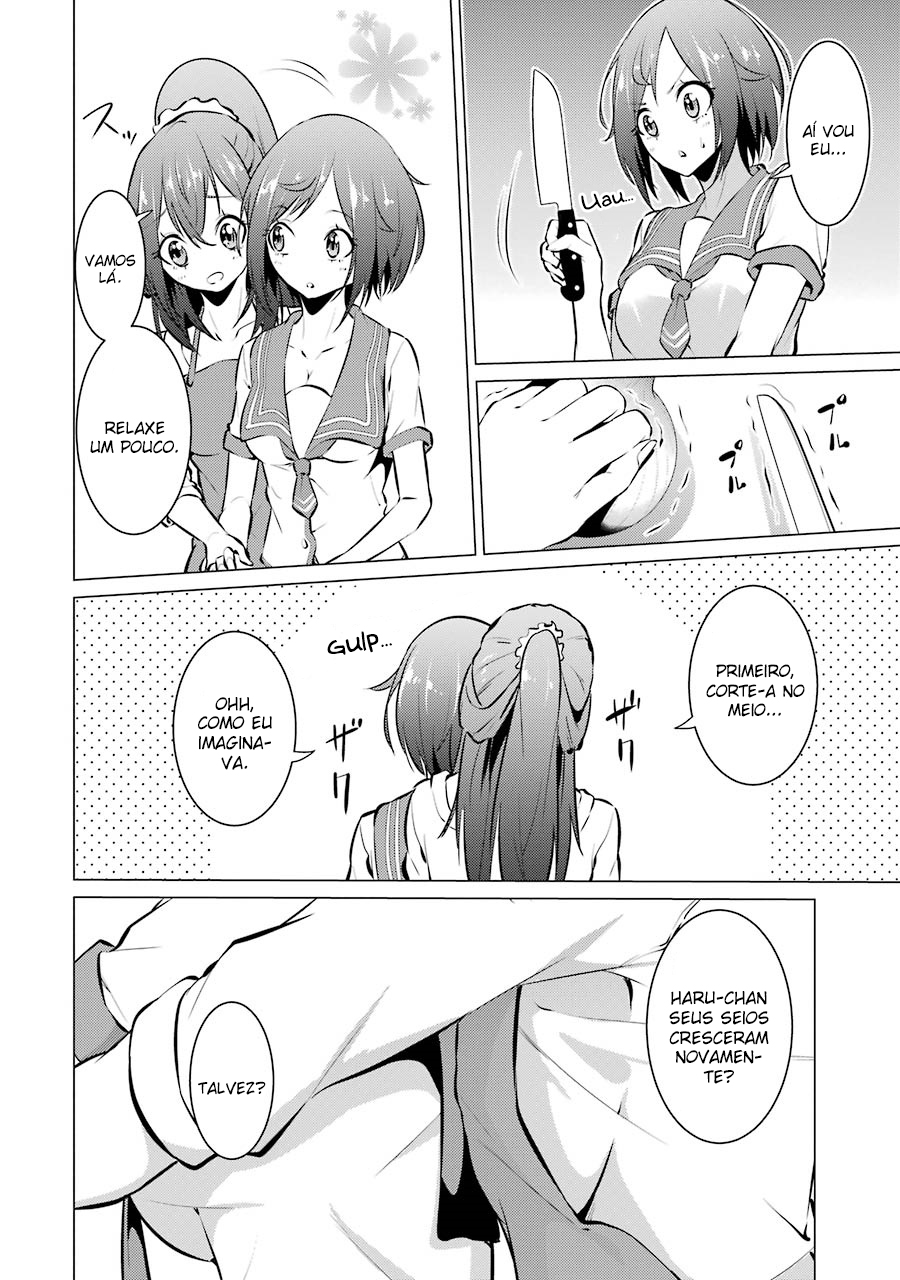 AÍ VOU
EU...
Uau...
プル
プル
スッ
VAMOS
LÁ.
RELAXE
UM POUCO.
PRIMEIRO,
CORTE-A NO
MEIO...
Gulp...
ザク
ザク
OHH,
COMO EU
IMAGINA-
VA.
HARU-CHAN
SEUS SEIOS
CRESCERAM
NOVAMEN-
TE?
TALVEZ?